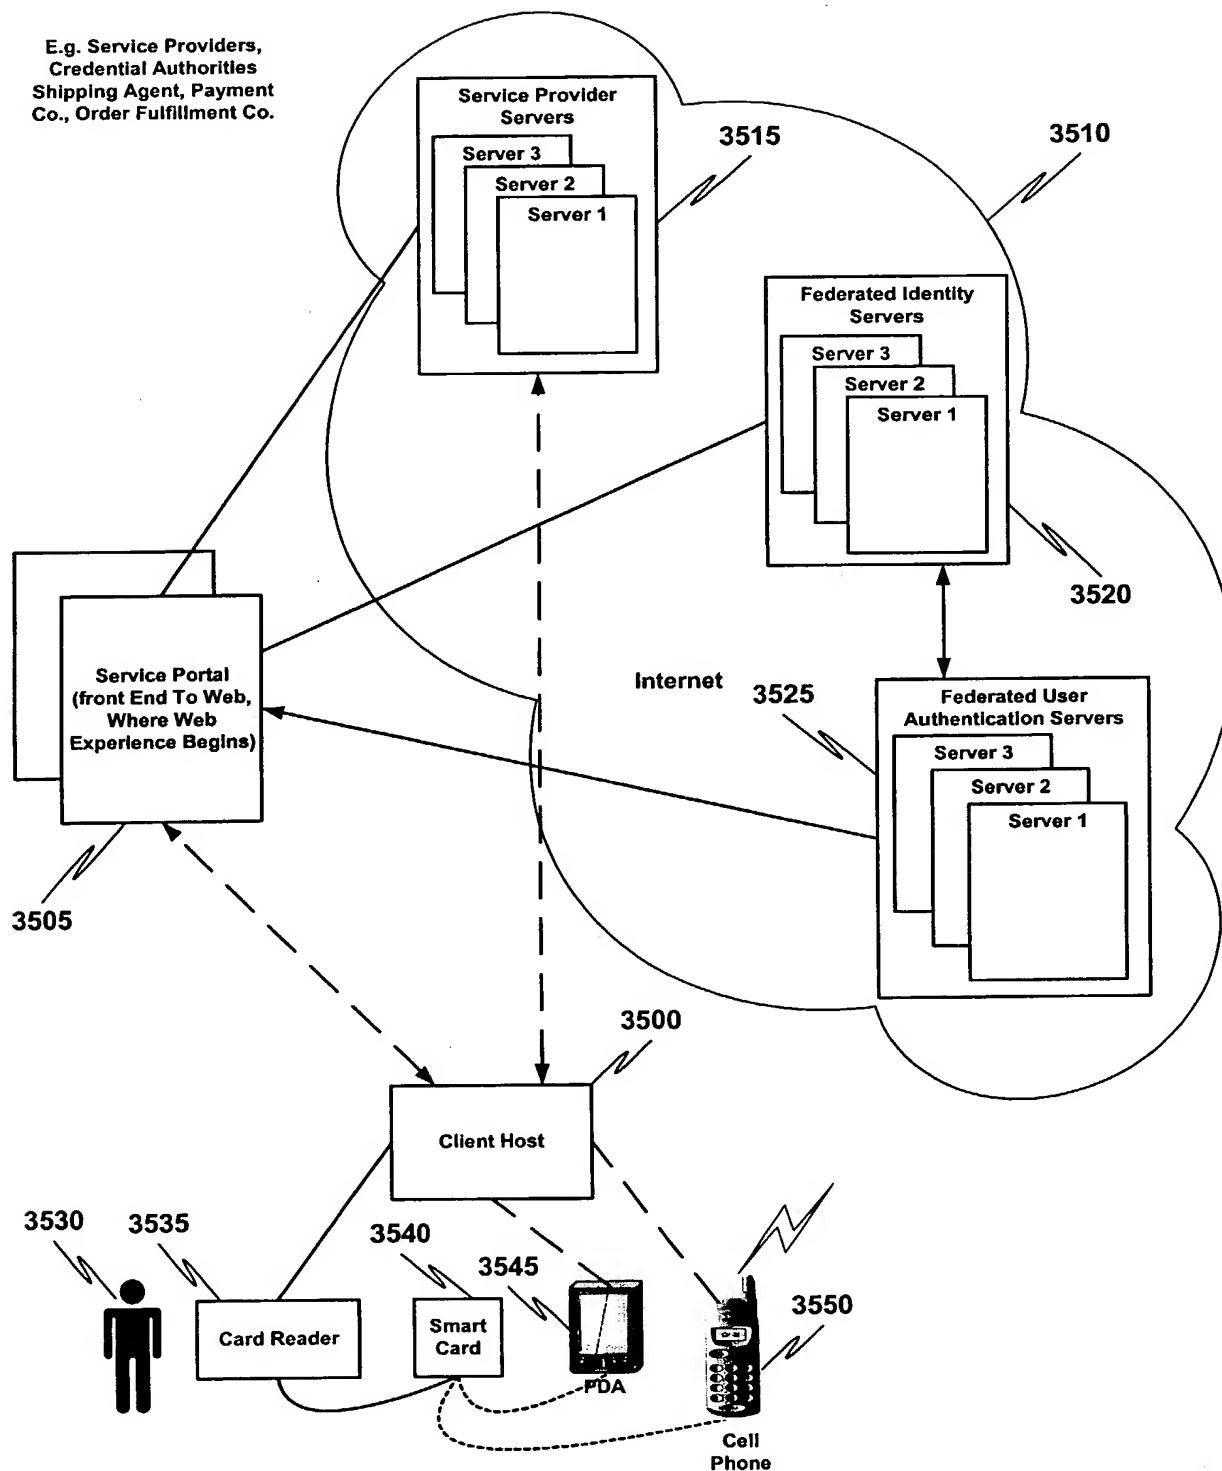 E.g. Service Providers,
Credential Authorities
Shipping Agent, Payment
Co., Order Fulfillment Co.
Service Provider
Servers
Server 3
Server 2
Server 1
3515
3510
Federated Identity
Servers
Server 3
Server 2
Server 1
3520
Service Portal
(front End To Web,
Where Web
Experience Begins)
3505
Internet
3525
Federated User
Authentication Servers
Server 3
Server 2
Server 1
3500
Client Host
3530
3535
3540
3545
3550
Card Reader
Smart
Card
PDA
Cell
Phone